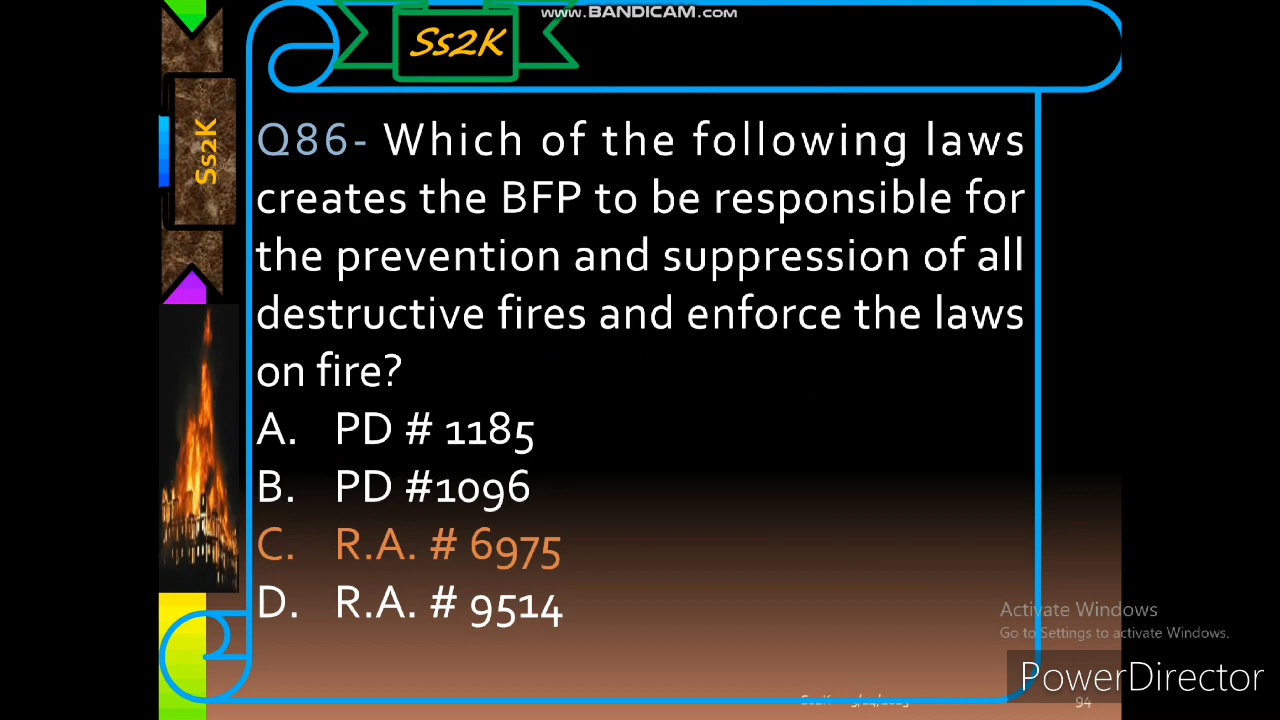 www.BANDICAM.com
Ss2K
Ss2K
Q86- Which of the following laws
creates the BFP to be responsible for
the prevention and suppression of all
destructive fires and enforce the laws
on fire?
A. PD # 1185
B. PD #1096
C. R.A. # 6975
D. R.A. # 9514
Activate Windows
Go to Settings to activate Windows.
PowerDirector
Ss2K
94